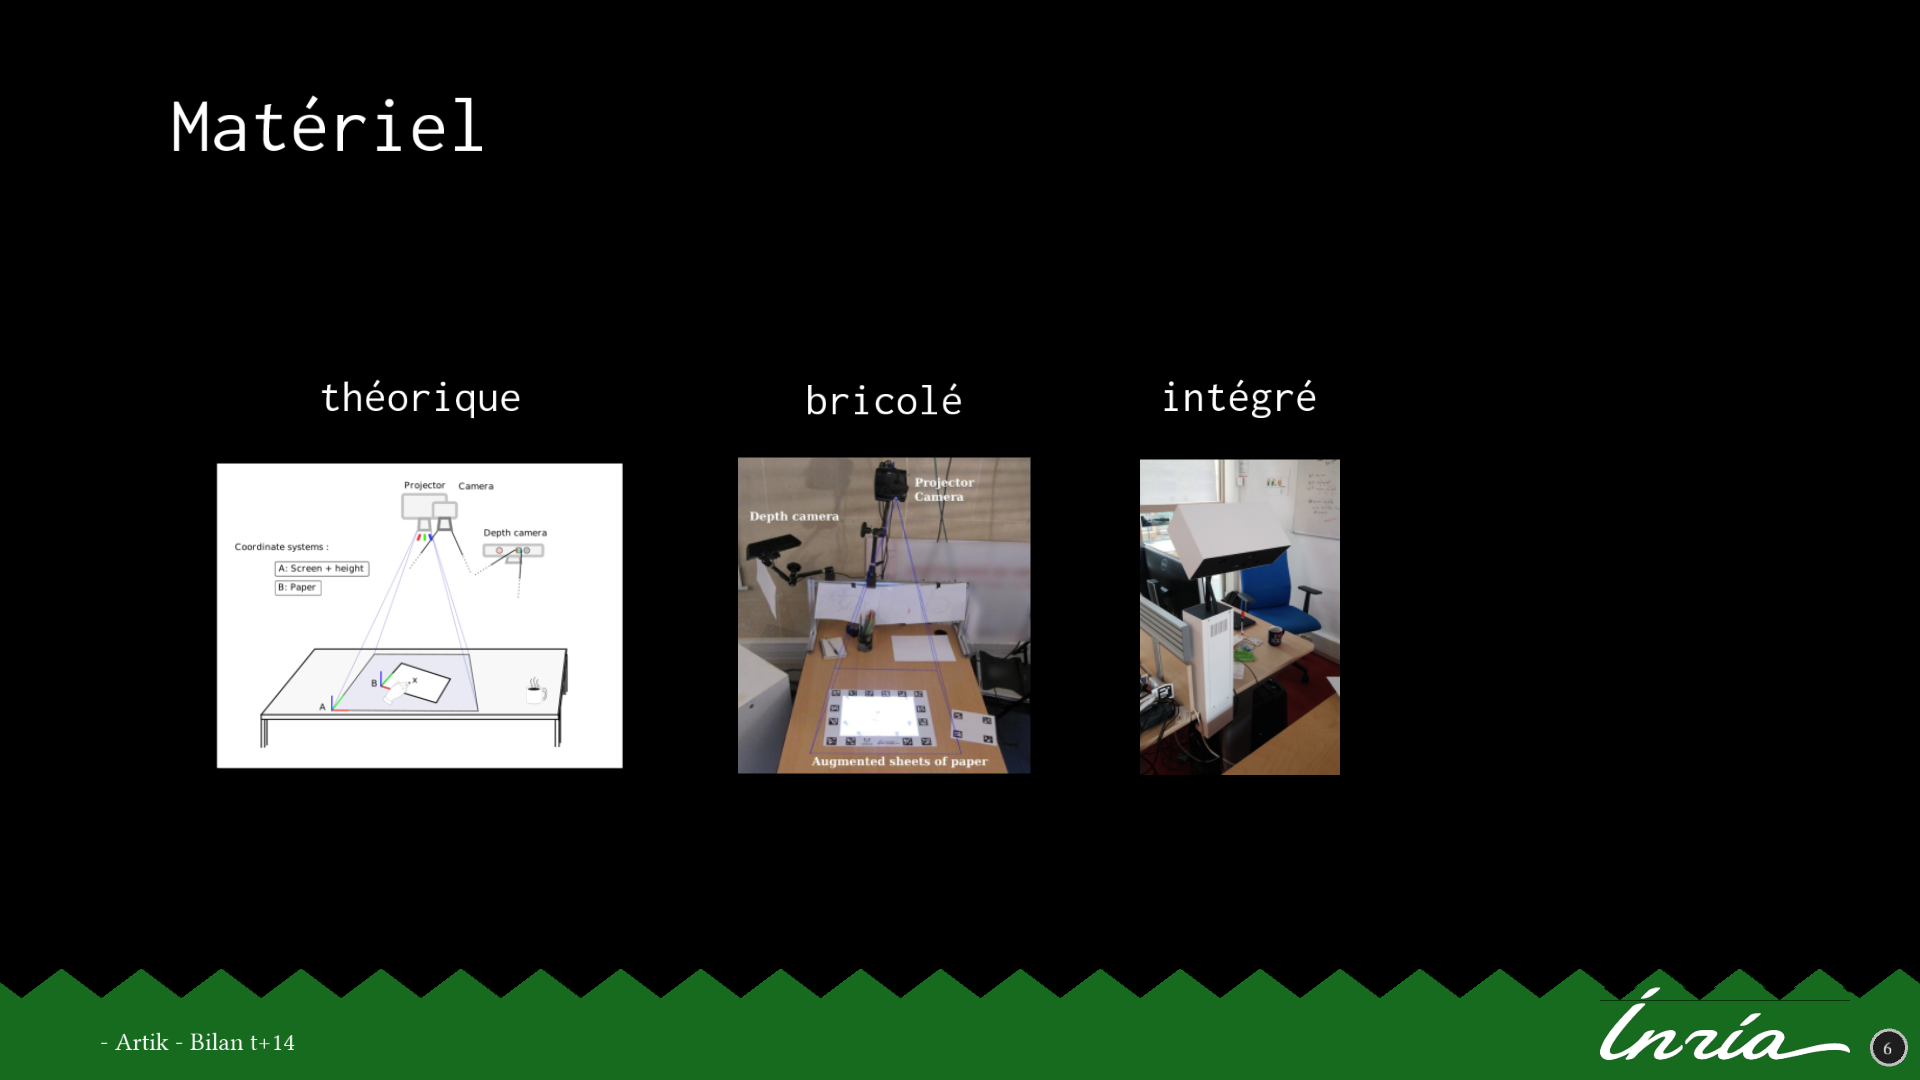 Matériel
théorique
bricolé
intégré
Projector Camera
Depth camera
Coordinate systems :
A: Screen + height
B: Paper
B
x
A
Projector
Camera
Depth camera
Augmented sheets of paper
- Artik - Bilan t+14
Inría
6